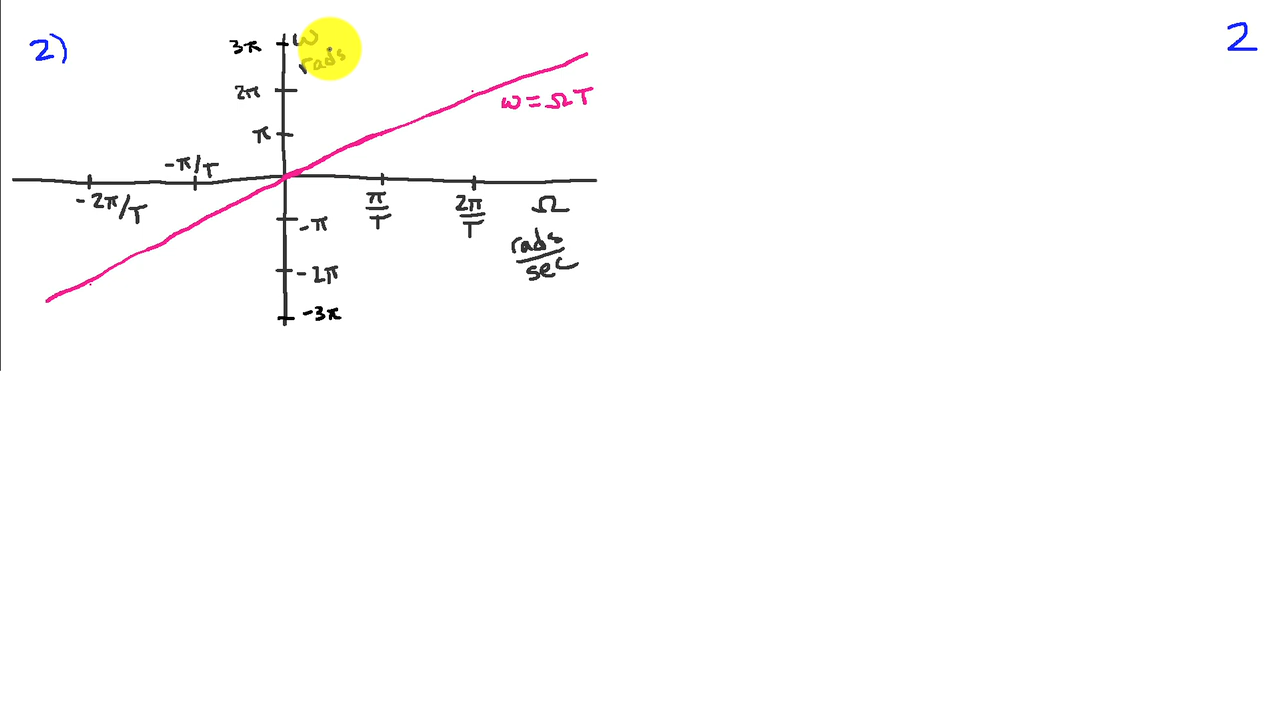 2)
2
3π
ω
rads
2π
ω = ΩT
π
-π/T
-2π/T
π/T
2π/T
Ω
rads/sec
-π
-2π
-3π